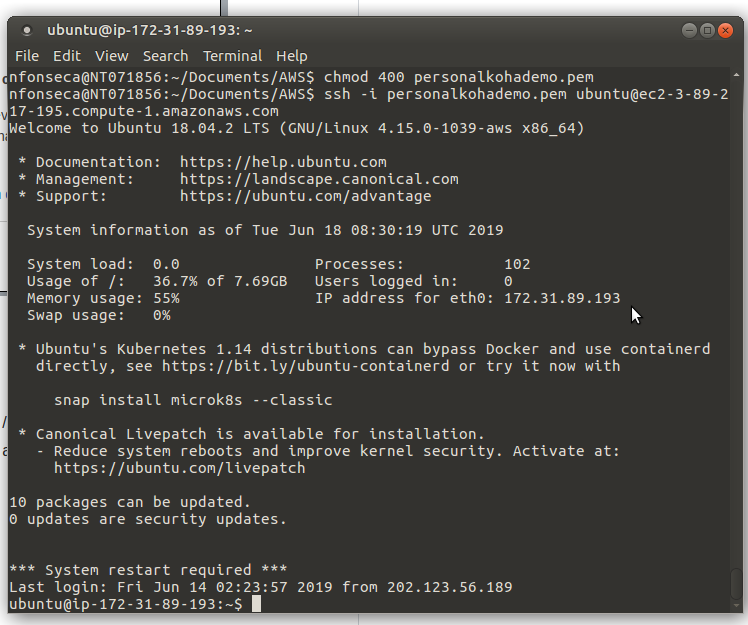 ubuntu@ip-172-31-89-193: ~
File Edit View Search Terminal Help
nfonseca@NT071856:~/Documents/AWS$ chmod 400 personalkohademo.pem
nfonseca@NT071856:~/Documents/AWS$ ssh -i personalkohademo.pem ubuntu@ec2-3-89-2
17-195.compute-1.amazonaws.com
Welcome to Ubuntu 18.04.2 LTS (GNU/Linux 4.15.0-1039-aws x86_64)
* Documentation: https://help.ubuntu.com
* Management: https://landscape.canonical.com
* Support: https://ubuntu.com/advantage
System information as of Tue Jun 18 08:30:19 UTC 2019
System load: 0.0 Processes: 102
Usage of /: 36.7% of 7.69GB Users logged in: 0
Memory usage: 55% IP address for eth0: 172.31.89.193
Swap usage: 0%
* Ubuntu's Kubernetes 1.14 distributions can bypass Docker and use containerd
directly, see https://bit.ly/ubuntu-containerd or try it now with
snap install microk8s --classic
* Canonical Livepatch is available for installation.
- Reduce system reboots and improve kernel security. Activate at:
https://ubuntu.com/livepatch
10 packages can be updated.
0 updates are security updates.
*** System restart required ***
Last login: Fri Jun 14 02:23:57 2019 from 202.123.56.189
ubuntu@ip-172-31-89-193:~$